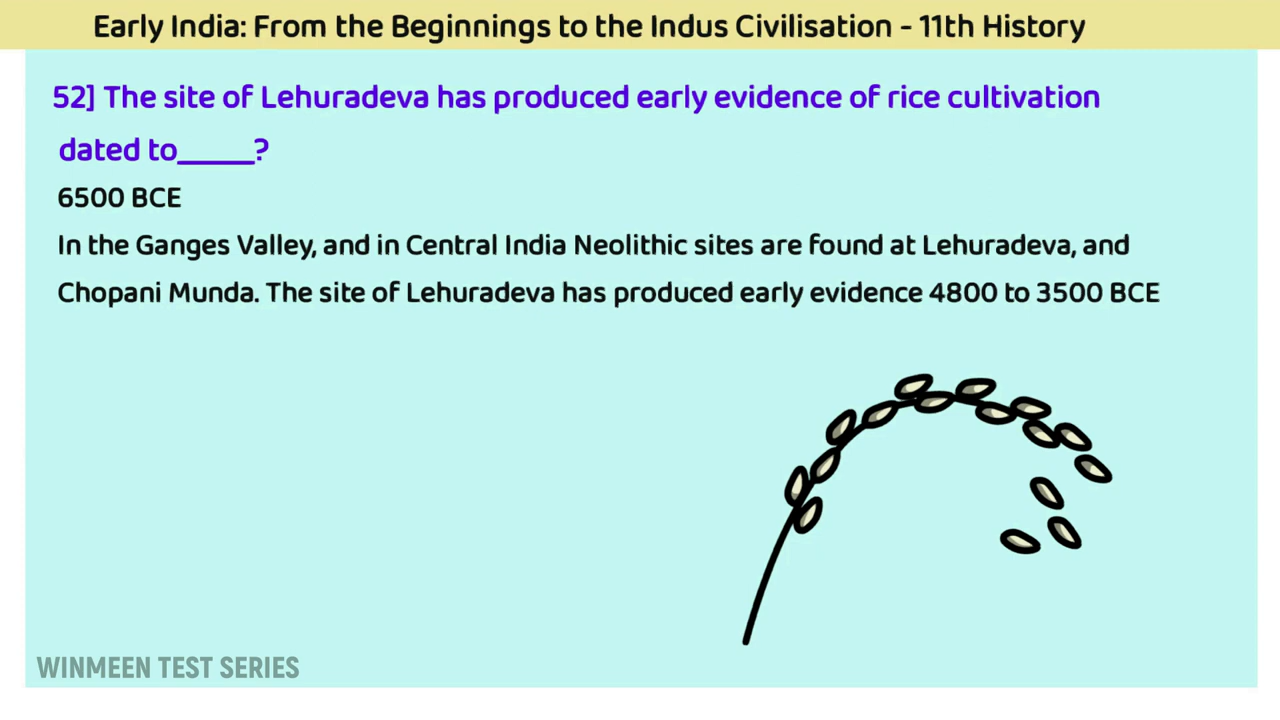 Early India: From the Beginnings to the Indus Civilisation - 11th History
52] The site of Lehuradeva has produced early evidence of rice cultivation
dated to_____?
6500 BCE
In the Ganges Valley, and in Central India Neolithic sites are found at Lehuradeva, and
Chopani Munda. The site of Lehuradeva has produced early evidence 4800 to 3500 BCE
WINMEEN TEST SERIES